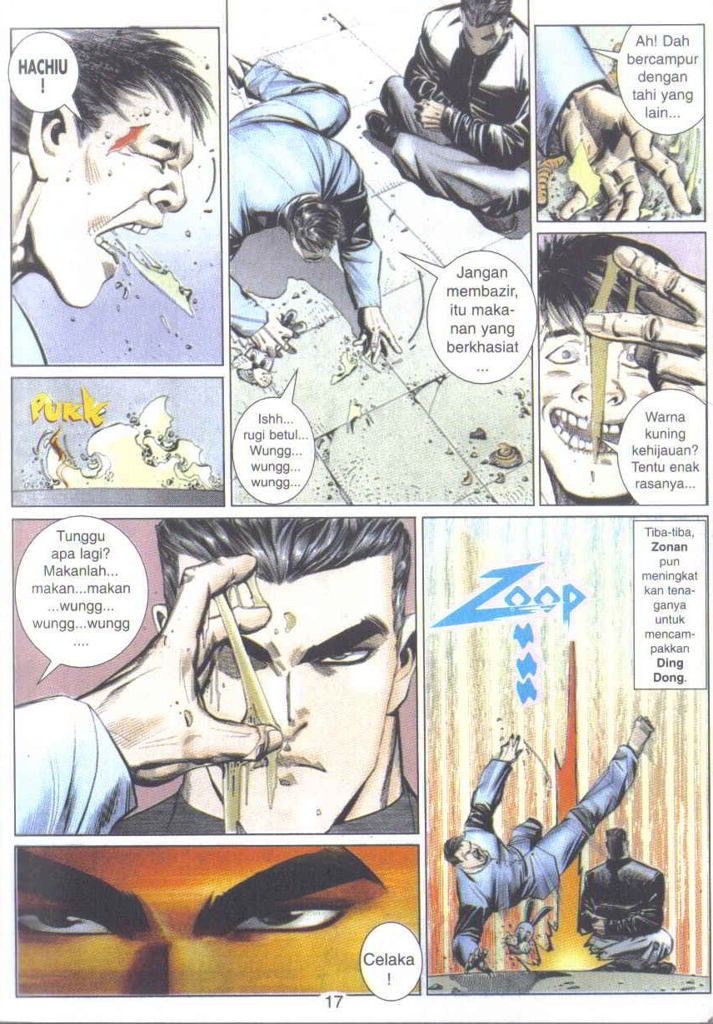 HACHIU
!
Jangan
membazir,
itu maka-
nan yang
berkhasiat
...
Ishh...
rugi betul...
Wungg...
wungg...
wungg...
Ah! Dah
bercampur
dengan
tahi yang
lain...
PUKK
Warna
kuning
kehijauan?
Tentu enak
rasanya...
Tunggu
apa lagi?
Makanlah...
makan...makan
...wungg...
wungg...wungg
....
Tiba-tiba,
Zonan
pun
meningkat
kan tena-
ganya
untuk
mencam-
pakkan
Ding
Dong.
ZOOP
Celaka
!
17